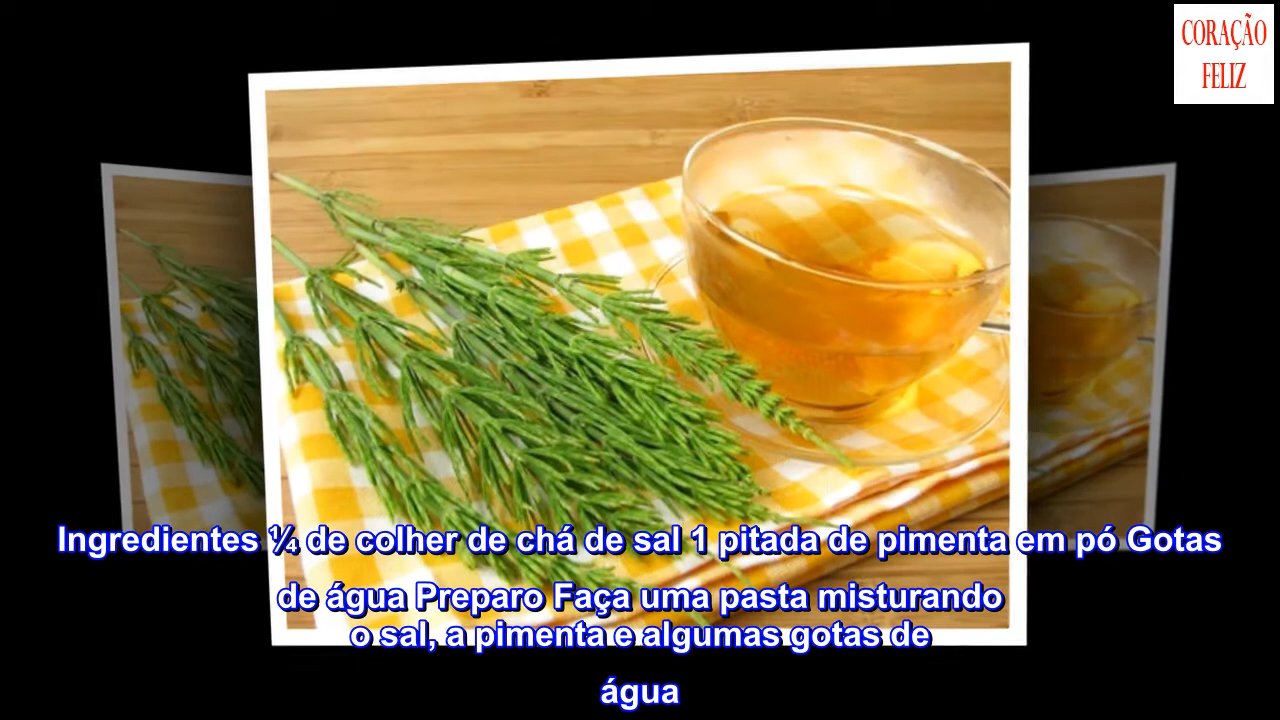 CORAÇÃO
FELIZ
Ingredientes ¼ de colher de chá de sal 1 pitada de pimenta em pó Gotas
de água Preparo Faça uma pasta misturando
o sal, a pimenta e algumas gotas de
água